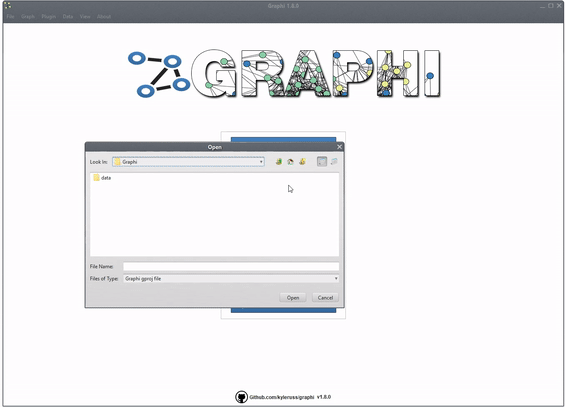 Graphi 1.8.0
File Graph Plugin Data View About
GRAPHI
Open
Look In: Graphi
data
File Name:
Files of Type: Graphi gproj file
Open Cancel
Github.com/kyleruss/graphi v1.8.0